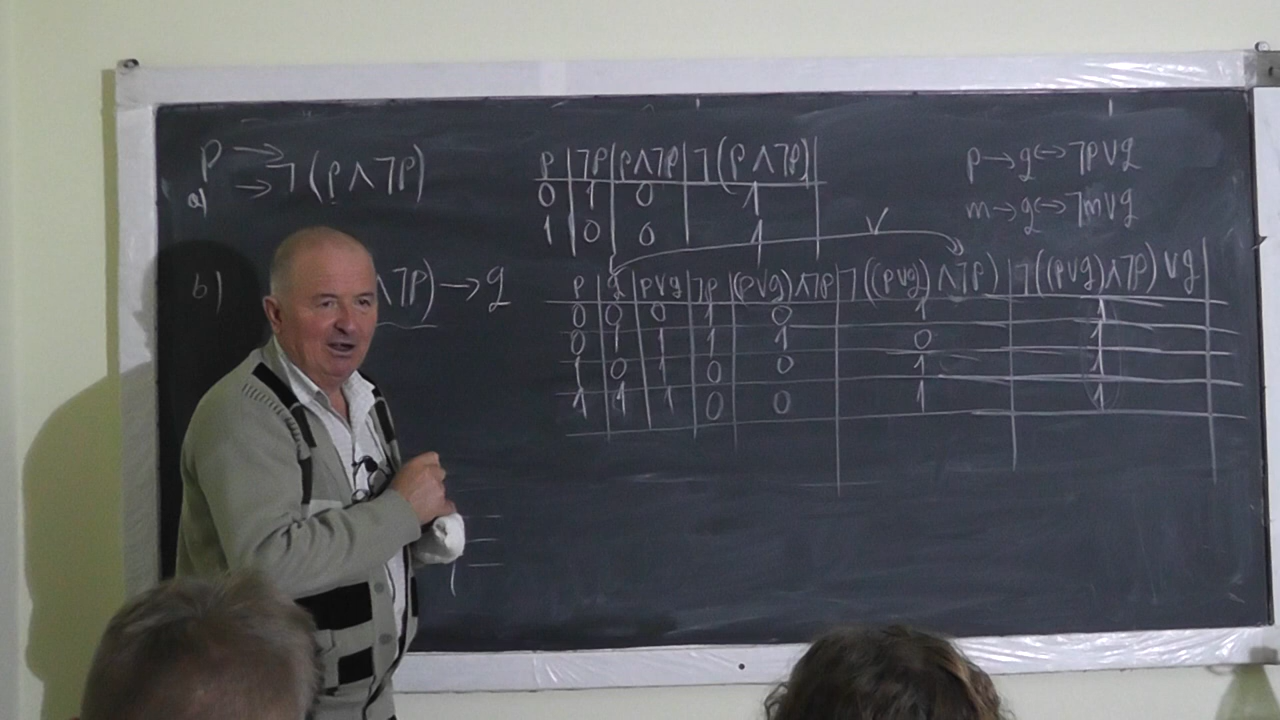 p →
a) → ¬(p∧¬p)
b) ∧¬p) → q
p | ¬p | p∧¬p | ¬(p∧¬p)
0 | 1 | 0 | 1
1 | 0 | 0 | 1
p→q ↔ ¬p∨q
m→q ↔ ¬m∨q
∨
p | q | p∨q | ¬p | (p∨q)∧¬p | ¬((p∨q)∧¬p) | ¬((p∨q)∧¬p)∨q
0 | 0 | 0 | 1 | 0 | 1 | 1
0 | 1 | 1 | 1 | 1 | 0 | 1
1 | 0 | 1 | 0 | 0 | 1 | 1
1 | 1 | 1 | 0 | 0 | 1 | 1